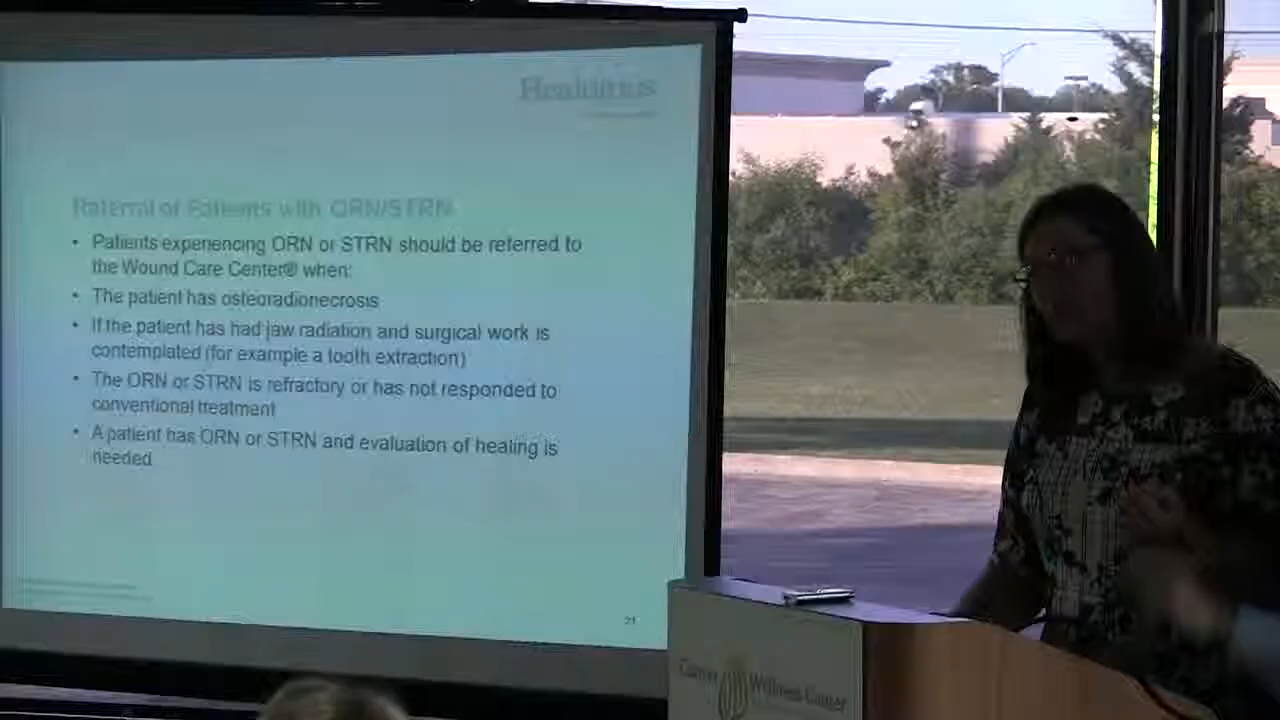 Healogics
Referral of Patients with ORN/STRN
• Patients experiencing ORN or STRN should be referred to
the Wound Care Center® when:
• The patient has osteoradionecrosis
• If the patient has had jaw radiation and surgical work is
contemplated (for example a tooth extraction)
• The ORN or STRN is refractory or has not responded to
conventional treatment
• A patient has ORN or STRN and evaluation of healing is
needed
21
Cancer Wellness Center